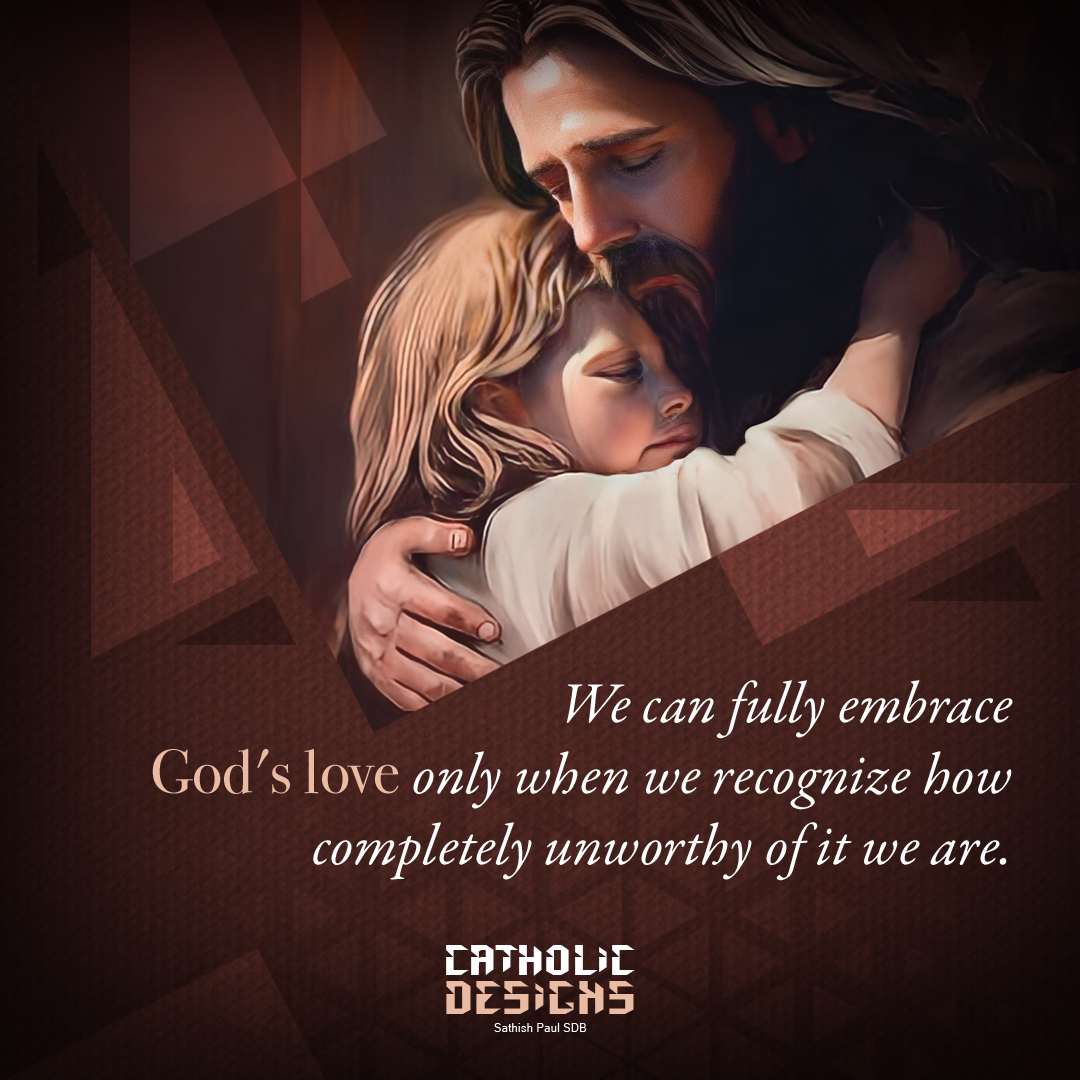 We can fully embrace
God's love only when we recognize how
completely unworthy of it we are.
CATHOLIC
DESIGNS
Sathish Paul SDB